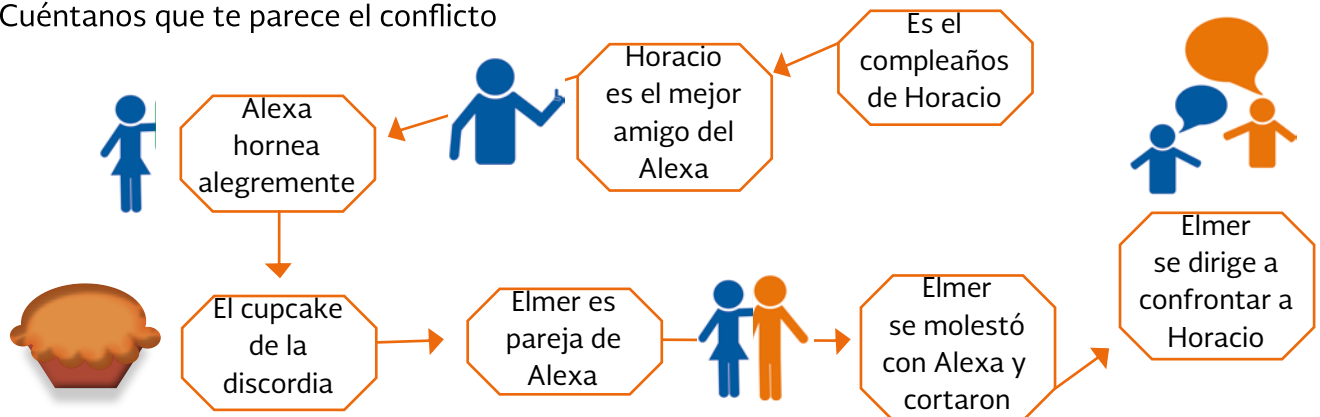 Cuéntanos que te parece el conflicto
Es el
compleaños
de Horacio
Horacio
es el mejor
amigo del
Alexa
Alexa
hornea
alegremente
El cupcake
de la
discordia
Elmer es
pareja de
Alexa
Elmer
se molestó
con Alexa y
cortaron
Elmer
se dirige a
confrontar a
Horacio